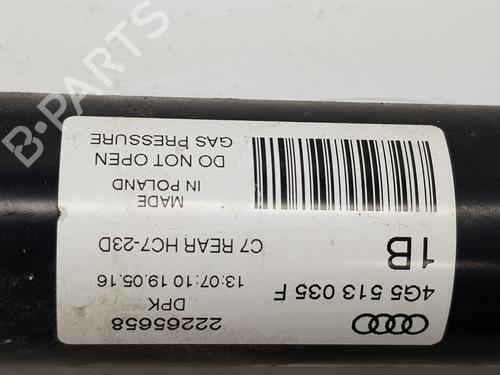 4G5 513 035 F
1B
22265658
DPK
13:07:10 19.05.16
C7 REAR HC7-23D
MADE
IN POLAND
DO NOT OPEN
GAS PRESSURE
B-PARTS